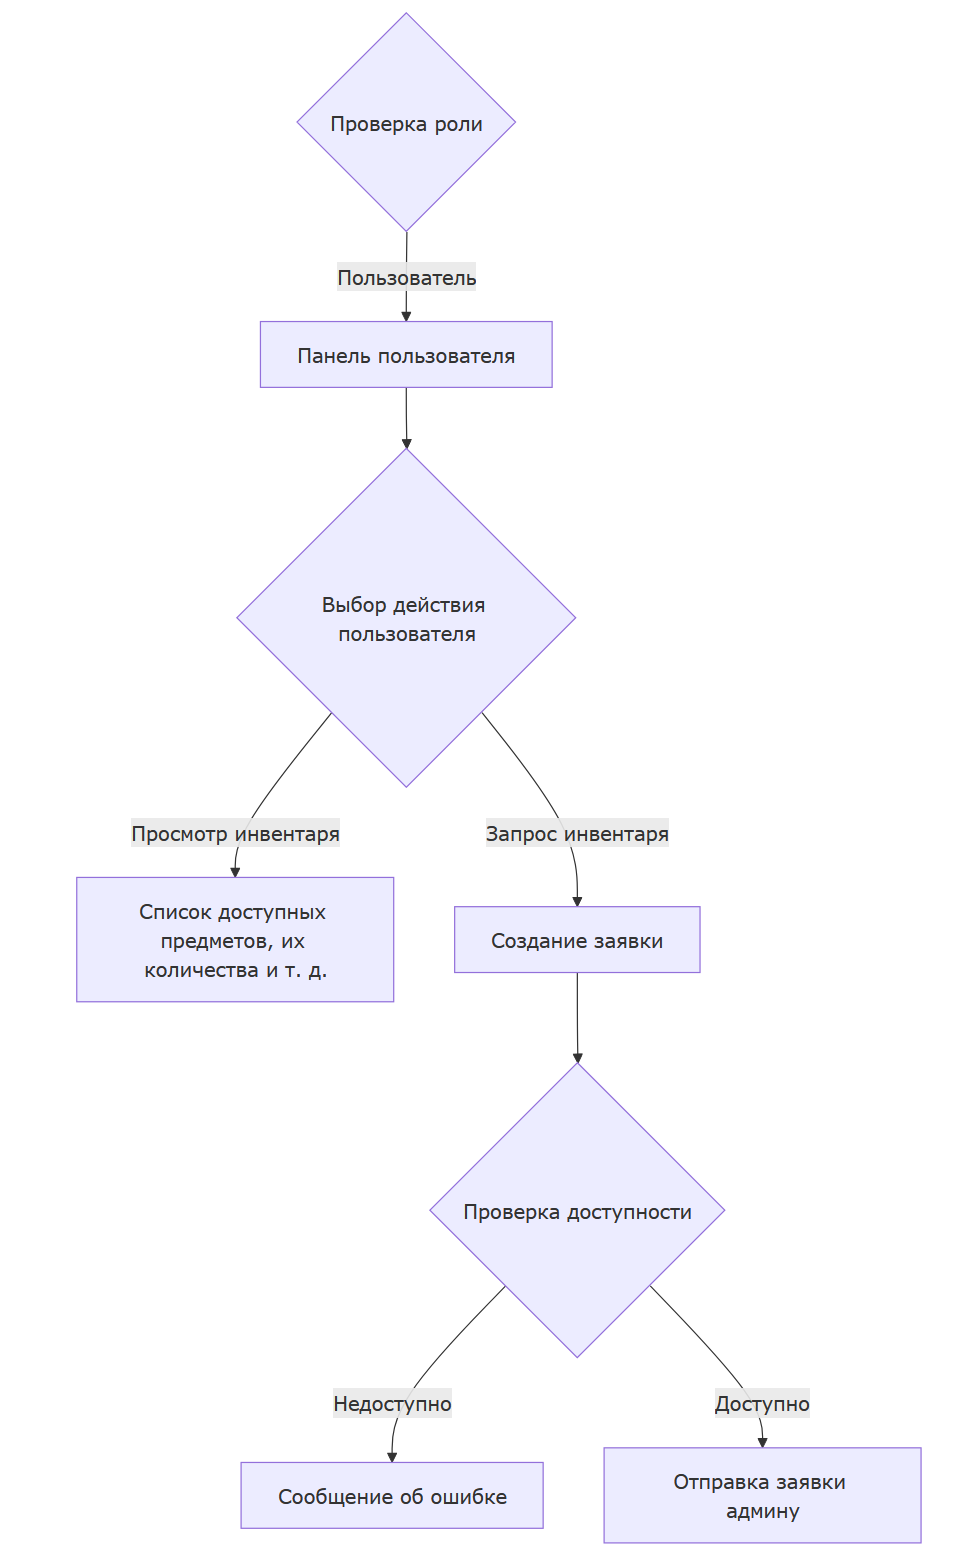 Проверка роли
Пользователь
Панель пользователя
Выбор действия
пользователя
Просмотр инвентаря
Запрос инвентаря
Список доступных
предметов, их
количества и т. д.
Создание заявки
Проверка доступности
Недоступно
Доступно
Сообщение об ошибке
Отправка заявки
админу